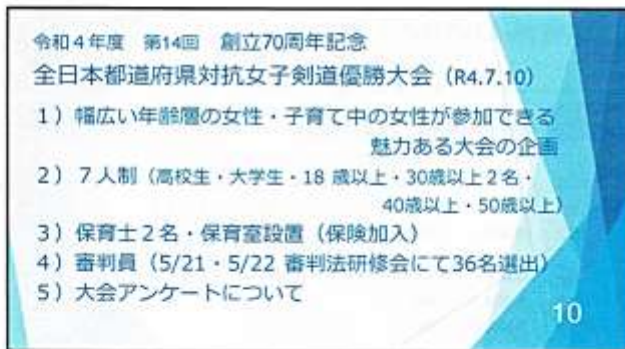 令和４年度　第14回　創立70周年記念
全日本都道府県対抗女子剣道優勝大会（R4.7.10）
１）幅広い年齢層の女性・子育て中の女性が参加できる
魅力ある大会の企画
２）７人制（高校生・大学生・18 歳以上・30歳以上２名・
40歳以上・50歳以上）
３）保育士２名・保育室設置（保険加入）
４）審判員（5/21・5/22 審判法研修会にて36名選出）
５）大会アンケートについて
10